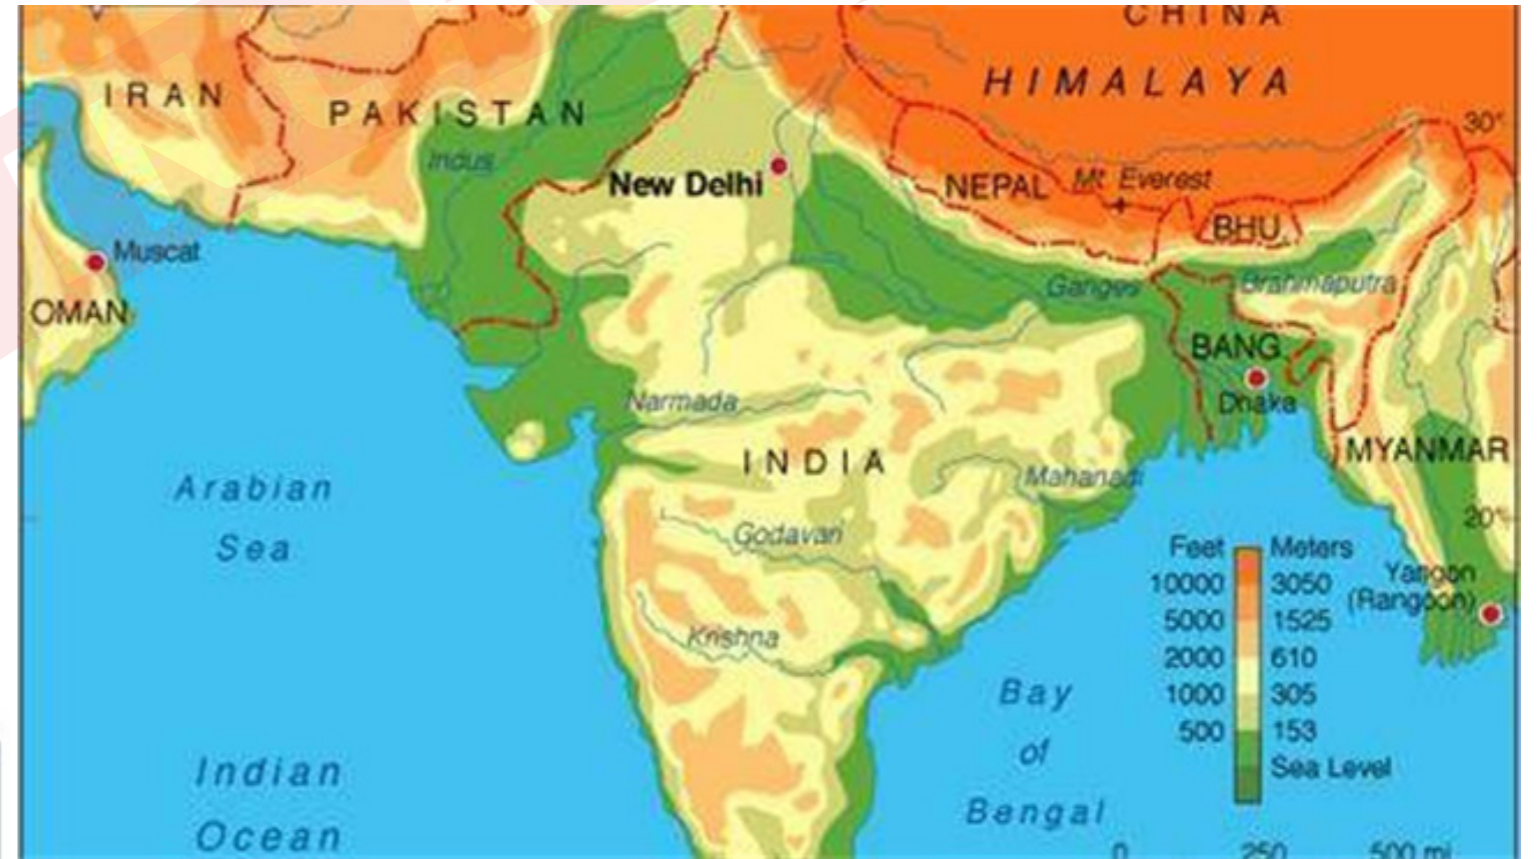 CHINA
HIMALAYA
IRAN
PAKISTAN
30°
Indus
New Delhi
NEPAL
Mt Everest
BHU.
Muscat
OMAN
Ganges
Brahmaputra
BANG.
Dhaka
Narmada
INDIA
MYANMAR
Mahanadi
Arabian
Sea
Godavari
20°
Feet Meters
10000 3050
5000 1525
2000 610
1000 305
500 153
Sea Level
Yangon
(Rangoon)
Krishna
Bay
of
Bengal
Indian
Ocean
0 250 500 mi